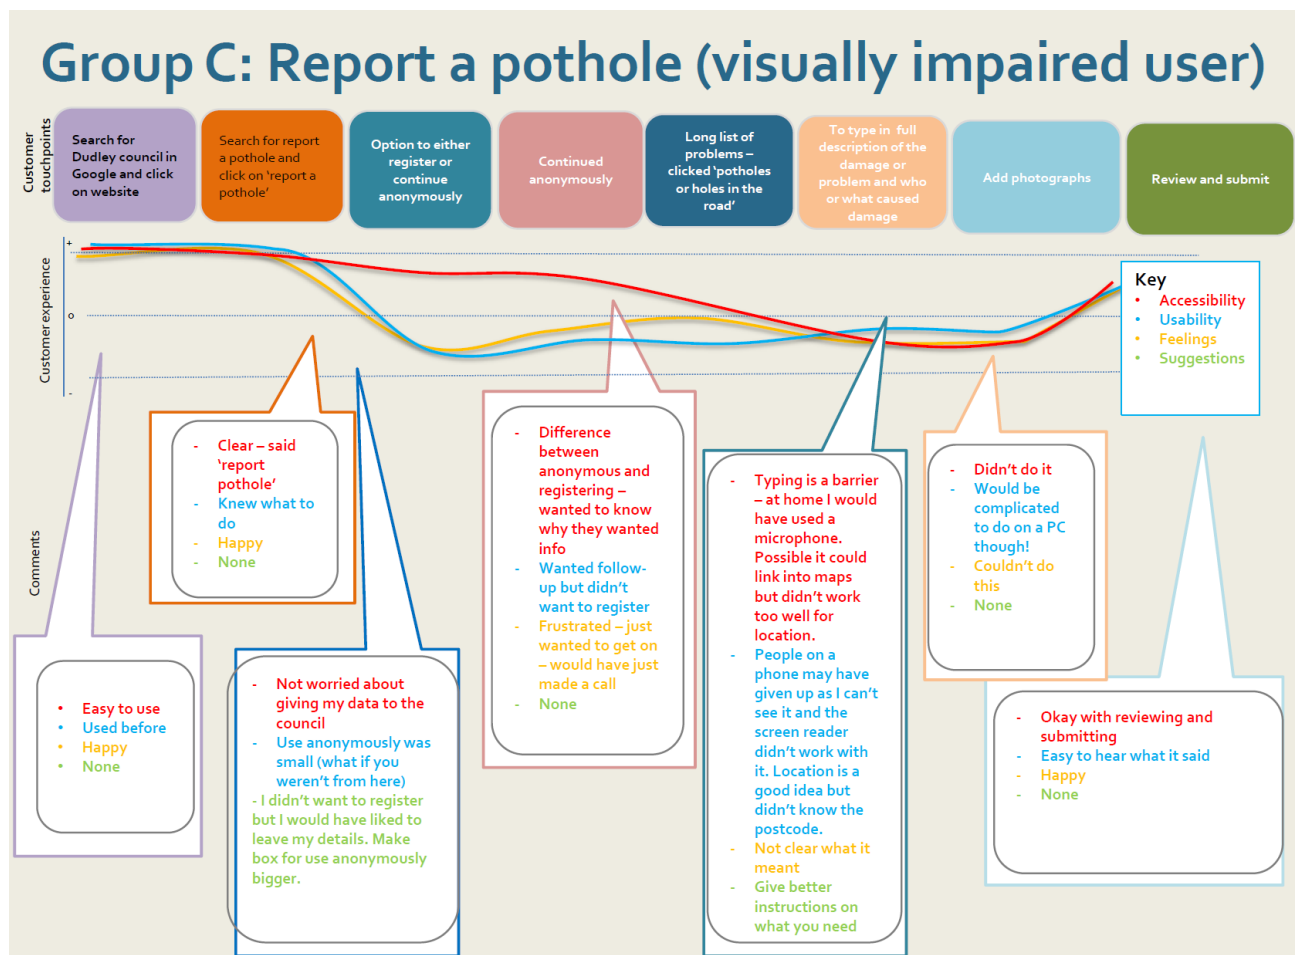 Group C: Report a pothole (visually impaired user)
Customer
touchpoints
Search for
Dudley council in
Google and click
on website
Search for report
a pothole and
click on ‘report a
pothole’
Option to either
register or
continue
anonymously
Continued
anonymously
Long list of
problems –
clicked ‘potholes
or holes in the
road’
To type in full
description of the
damage or
problem and who
or what caused
damage
Add photographs
Review and submit
Customer experience
+
0
-
Key
• Accessibility
• Usability
• Feelings
• Suggestions
Comments
• Easy to use
• Used before
• Happy
• None
- Clear – said
‘report
pothole’
- Knew what to
do
- Happy
- None
- Not worried about
giving my data to the
council
- Use anonymously was
small (what if you
weren’t from here)
- I didn’t want to register
but I would have liked to
leave my details. Make
box for use anonymously
bigger.
- Difference
between
anonymous and
registering –
wanted to know
why they wanted
info
- Wanted follow-
up but didn’t
want to register
- Frustrated – just
wanted to get on
– would have just
made a call
- None
- Typing is a barrier
– at home I would
have used a
microphone.
Possible it could
link into maps
but didn’t work
too well for
location.
- People on a
phone may have
given up as I can’t
see it and the
screen reader
didn’t work with
it. Location is a
good idea but
didn’t know the
postcode.
- Not clear what it
meant
- Give better
instructions on
what you need
- Didn’t do it
- Would be
complicated
to do on a PC
though!
- Couldn’t do
this
- None
- Okay with reviewing and
submitting
- Easy to hear what it said
- Happy
- None